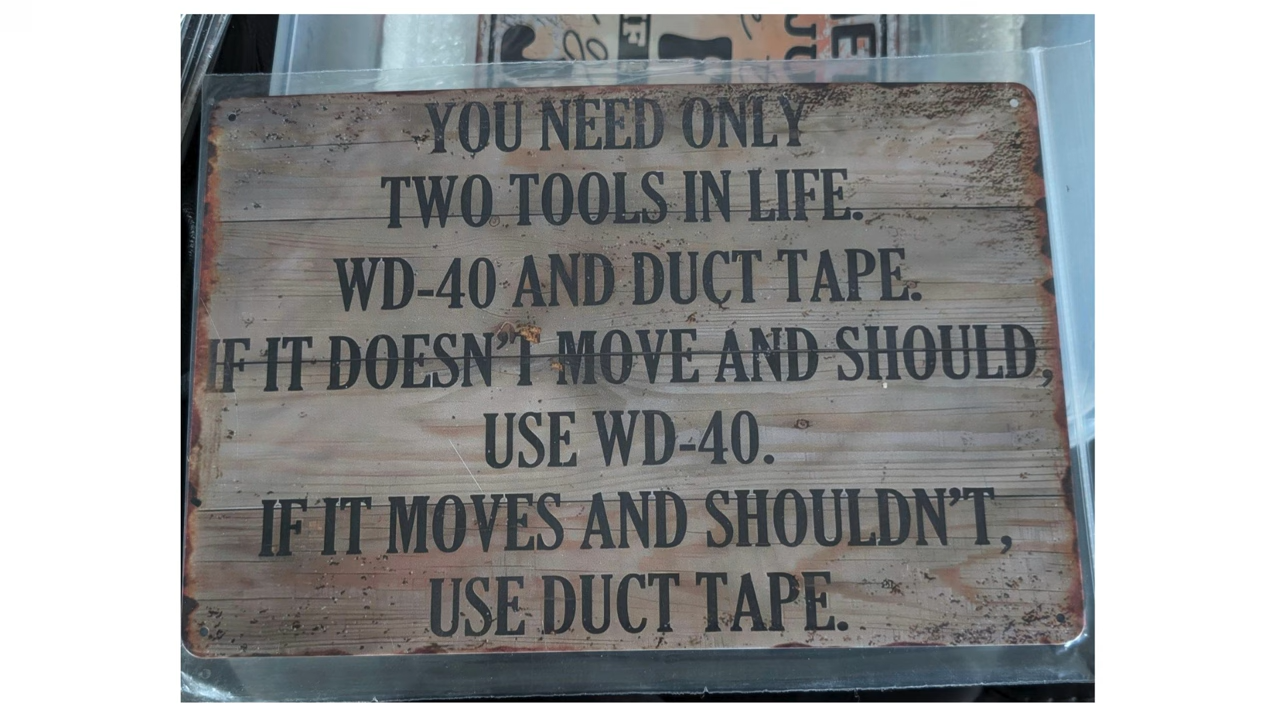 YOU NEED ONLY
TWO TOOLS IN LIFE.
WD-40 AND DUCT TAPE.
IF IT DOESN'T MOVE AND SHOULD,
USE WD-40.
IF IT MOVES AND SHOULDN'T,
USE DUCT TAPE.